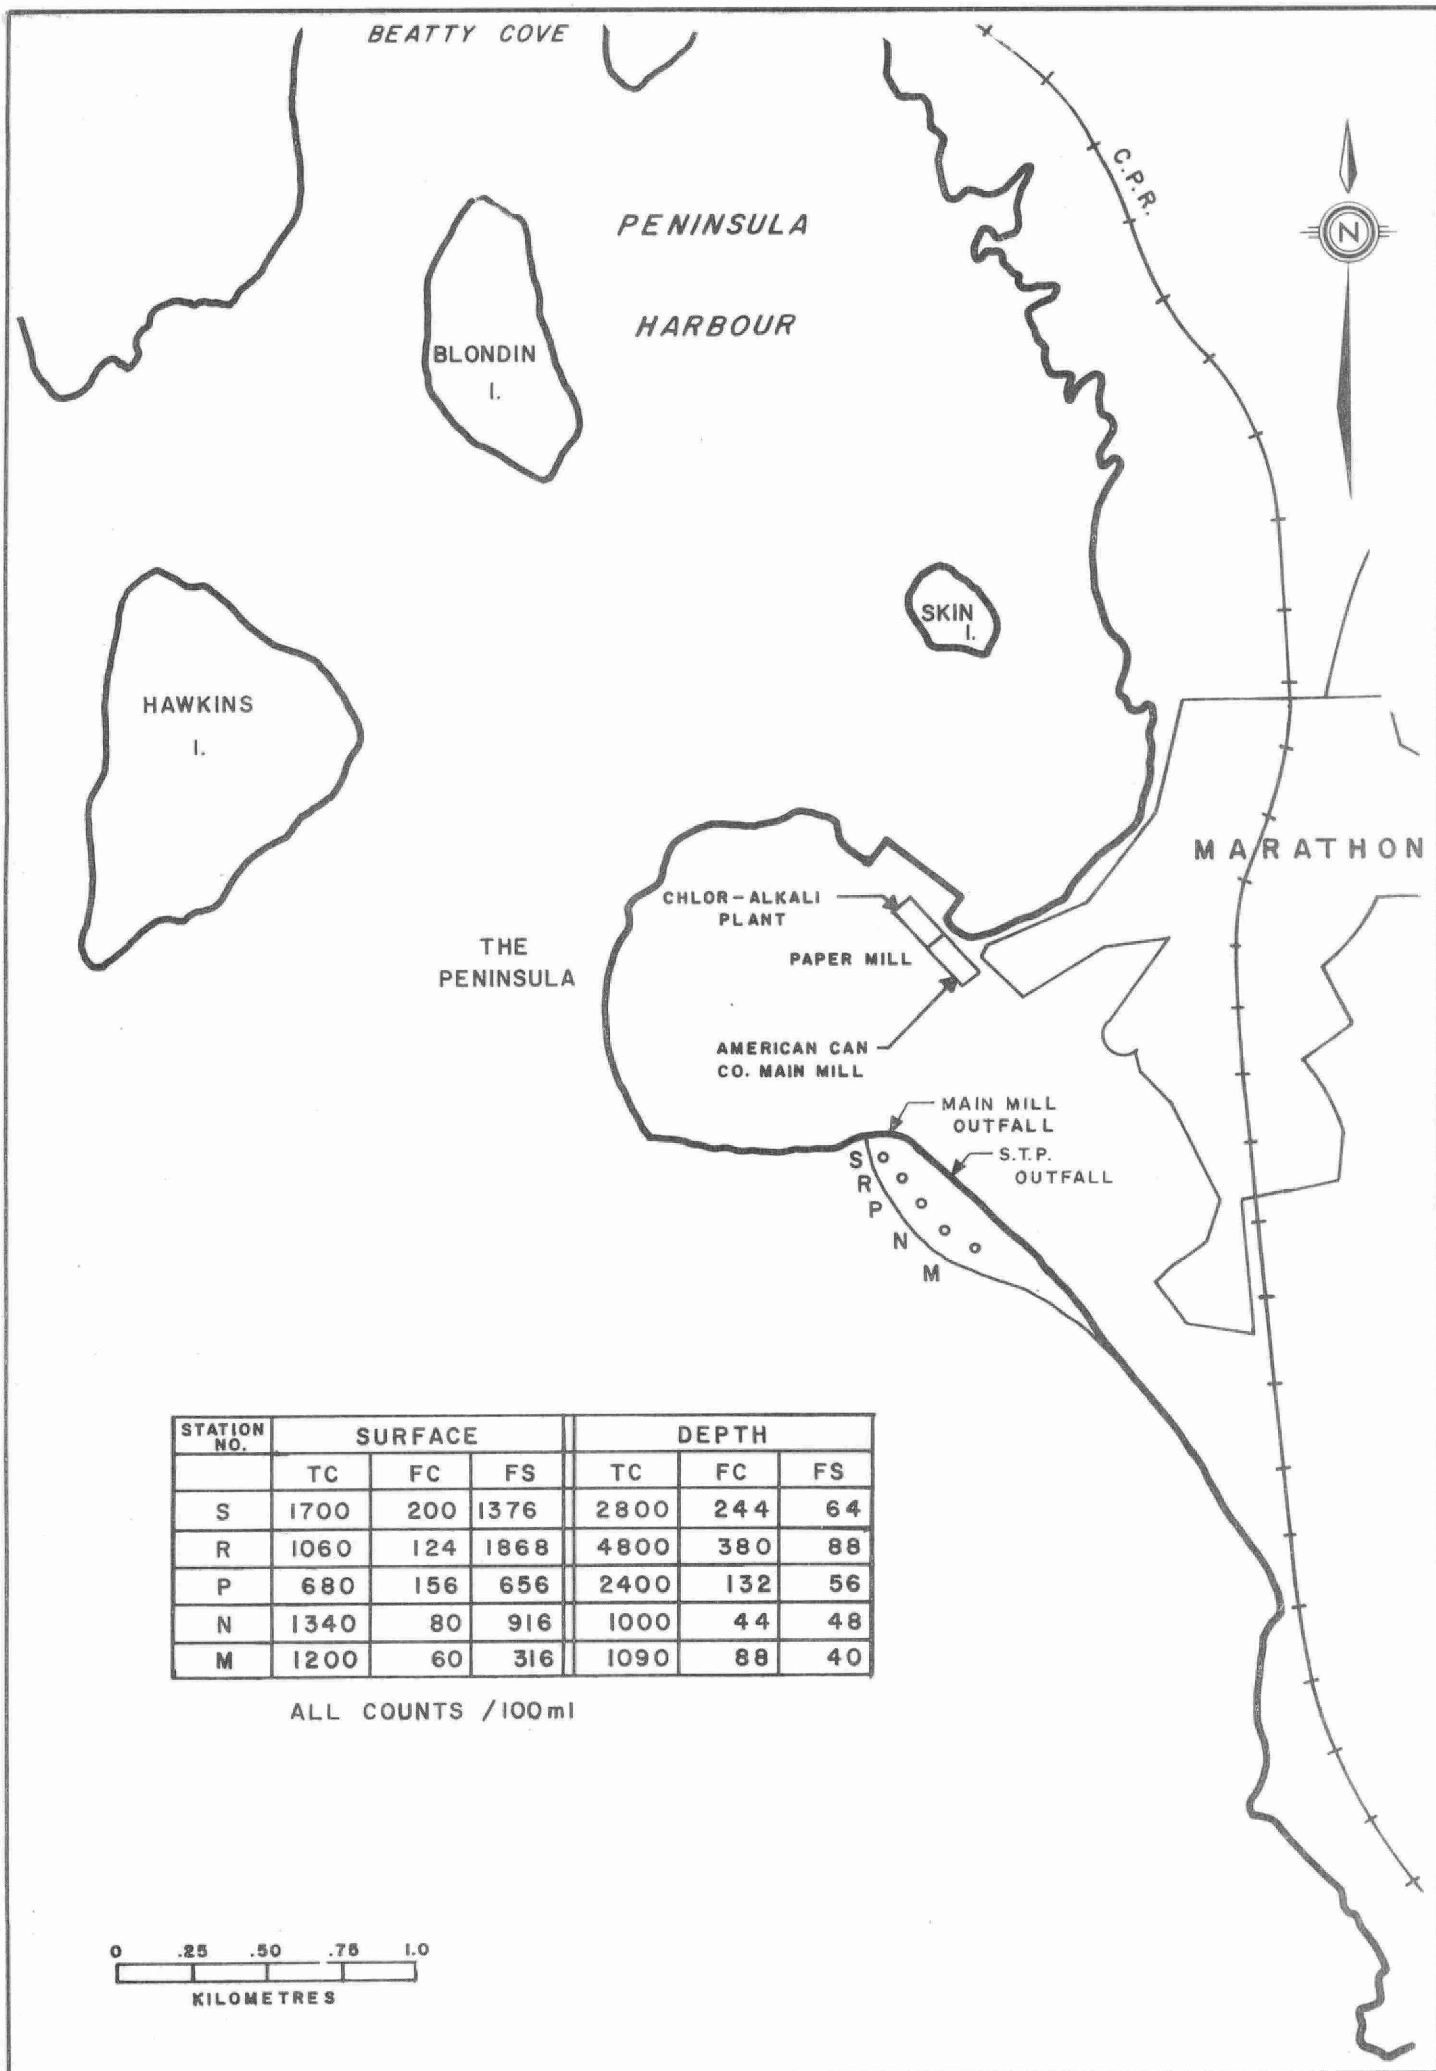 BEATTY COVE
C.P.R.
PENINSULA
N
HARBOUR
BLONDIN
I.
SKIN
I.
HAWKINS
I.
MARATHON
CHLOR-ALKALI
PLANT
THE
PENINSULA
PAPER MILL
AMERICAN CAN
CO. MAIN MILL
MAIN MILL
OUTFALL
S.T.P.
OUTFALL
S
R
P
N
M
STATION NO. SURFACE DEPTH
TC FC FS TC FC FS
S 1700 200 1376 2800 244 64
R 1060 124 1868 4800 380 88
P 680 156 656 2400 132 56
N 1340 80 916 1000 44 48
M 1200 60 316 1090 88 40
ALL COUNTS /100ml
0 .25 .50 .75 1.0
KILOMETRES